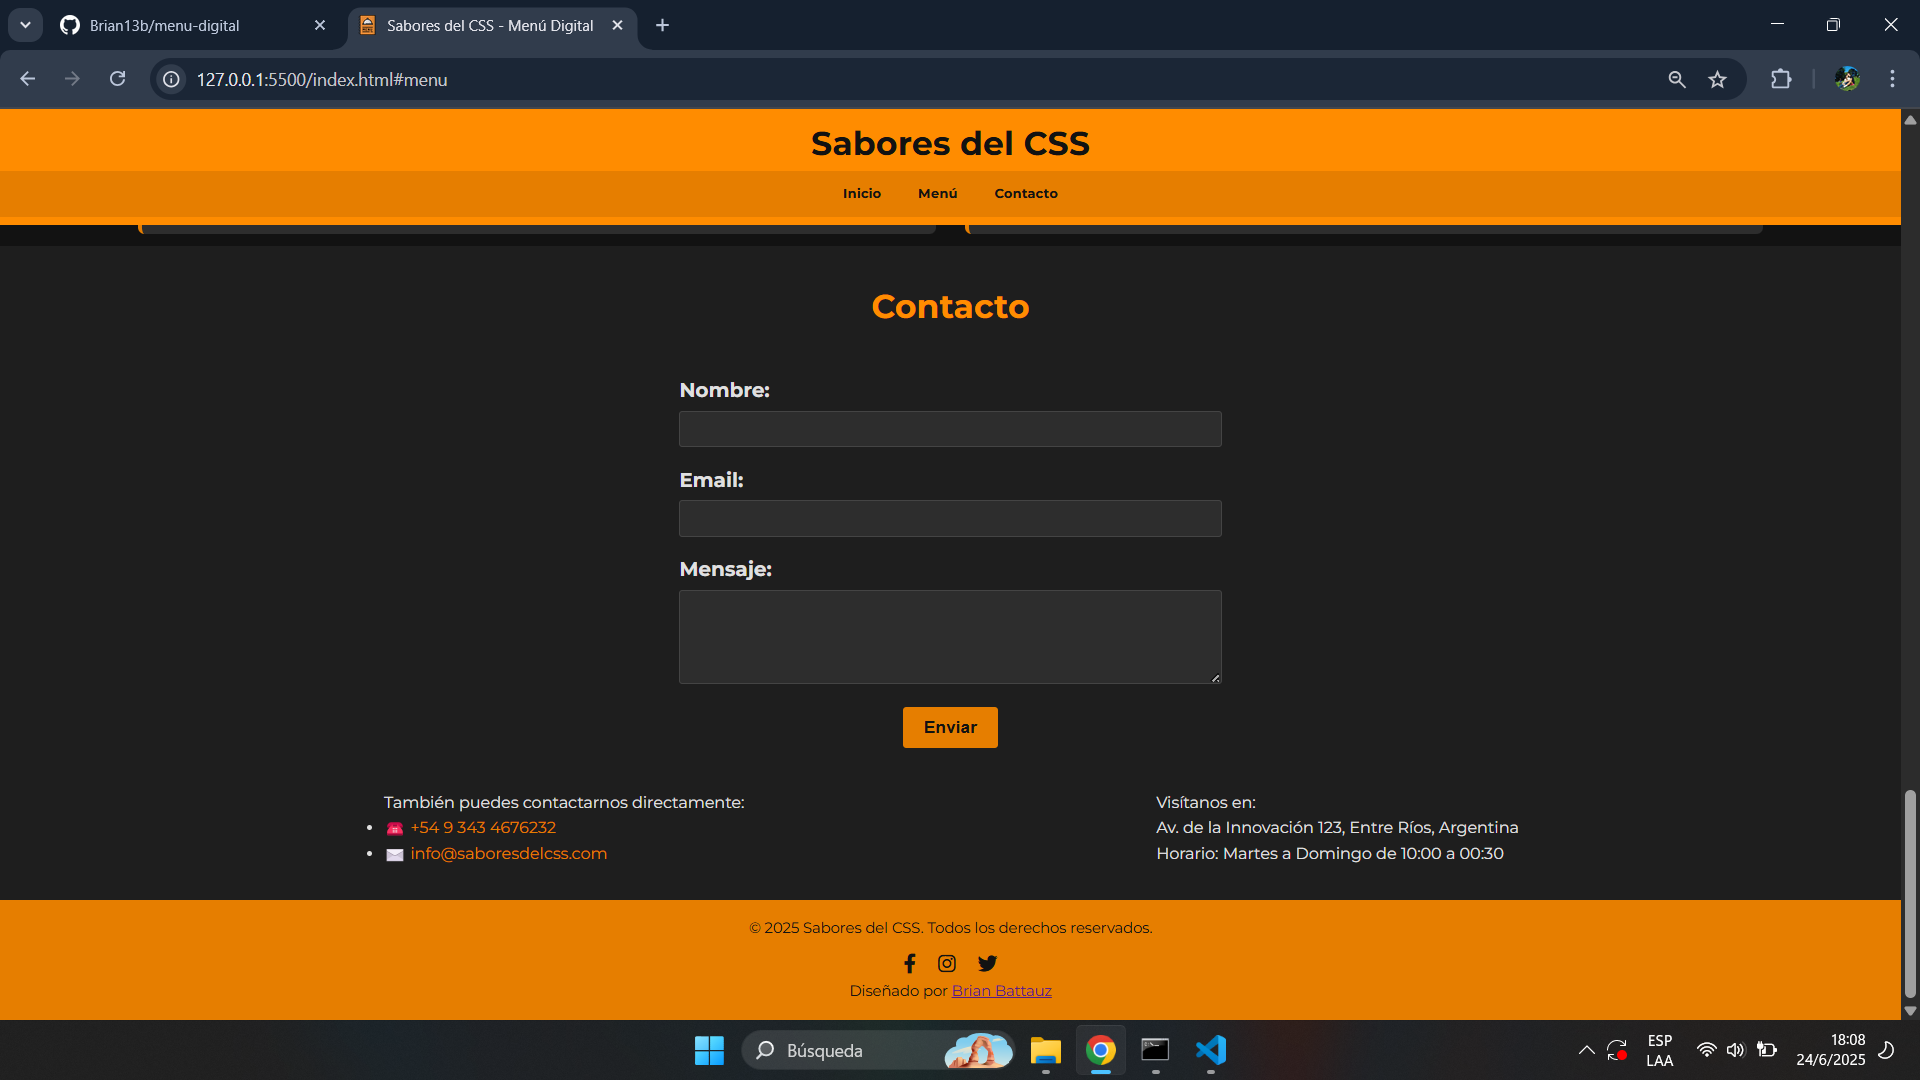 Brian13b/menu-digital
Sabores del CSS - Menú Digital
127.0.0.1:5500/index.html#menu
Sabores del CSS
Inicio Menú Contacto
Contacto
Nombre:
Email:
Mensaje:
Enviar
También puedes contactarnos directamente:
+54 9 343 4676232
info@saboresdelcss.com
Visítanos en:
Av. de la Innovación 123, Entre Ríos, Argentina
Horario: Martes a Domingo de 10:00 a 00:30
© 2025 Sabores del CSS. Todos los derechos reservados.
Diseñado por Brian Battauz
Búsqueda
ESP
LAA
18:08
24/6/2025